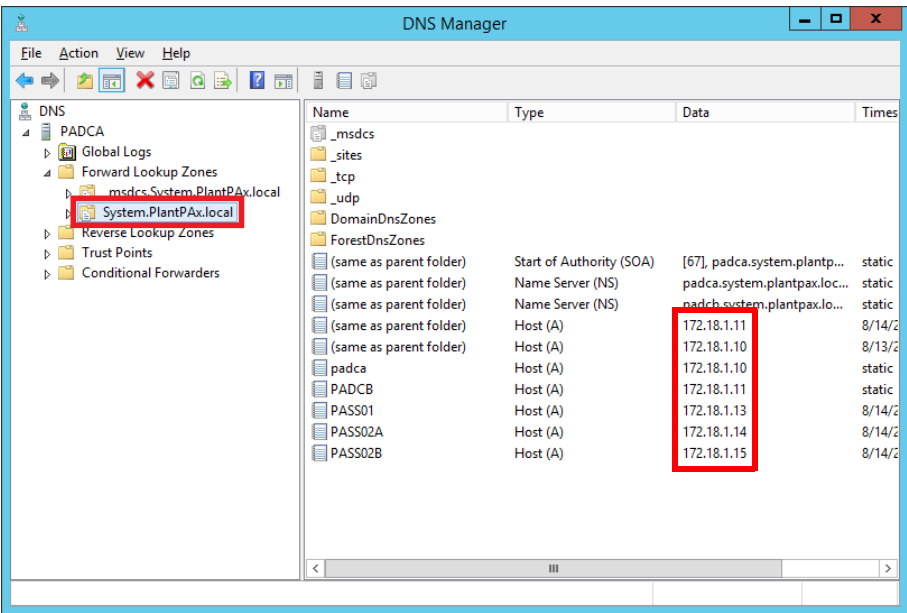 DNS Manager
File Action View Help
DNS
PADCA
Global Logs
Forward Lookup Zones
msdcs.System.PlantPAx.local
System.PlantPAx.local
Reverse Lookup Zones
Trust Points
Conditional Forwarders
Name Type Data Times
_msdcs
_sites
_tcp
_udp
DomainDnsZones
ForestDnsZones
(same as parent folder) Start of Authority (SOA) [67], padca.system.plantp... static
(same as parent folder) Name Server (NS) padca.system.plantpax.loc... static
(same as parent folder) Name Server (NS) padcb.system.plantpax.lo... static
(same as parent folder) Host (A) 172.18.1.11 8/14/2
(same as parent folder) Host (A) 172.18.1.10 8/13/2
padca Host (A) 172.18.1.10 static
PADCB Host (A) 172.18.1.11 static
PASS01 Host (A) 172.18.1.13 8/14/2
PASS02A Host (A) 172.18.1.14 8/14/2
PASS02B Host (A) 172.18.1.15 8/14/2